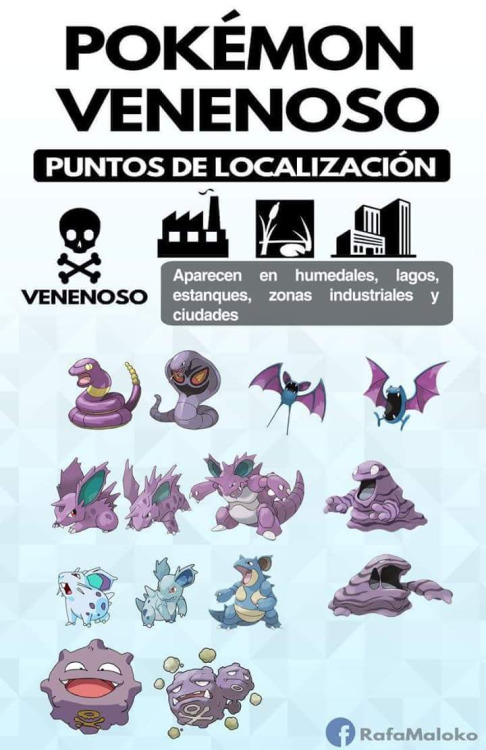 POKÉMON
VENENOSO
PUNTOS DE LOCALIZACIÓN
VENENOSO
Aparecen en humedales, lagos,
estanques, zonas industriales y
ciudades
RafaMaloko